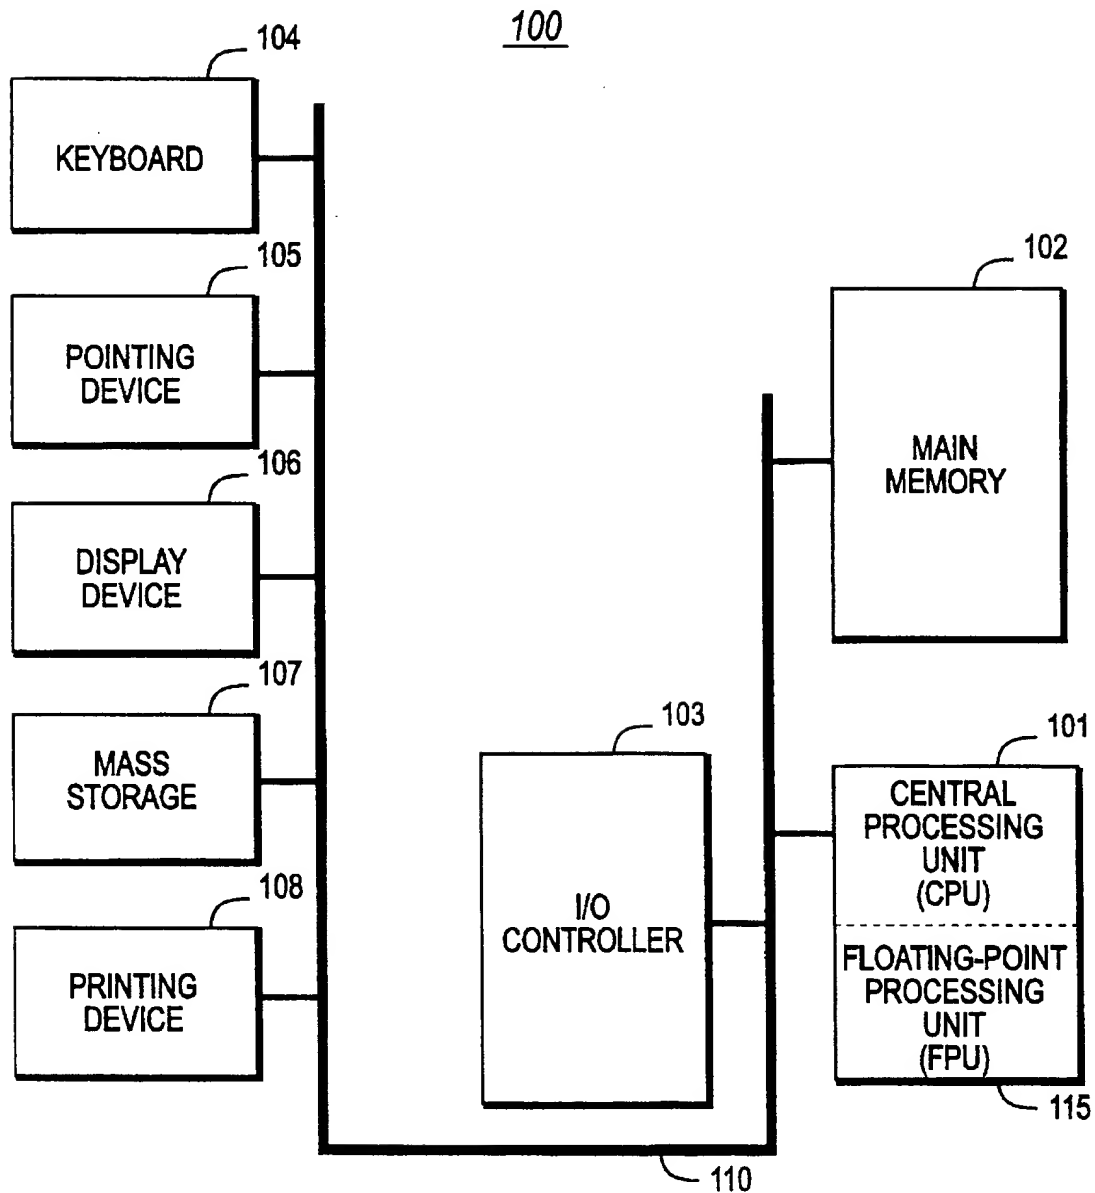 100
104
KEYBOARD
105
POINTING
DEVICE
106
DISPLAY
DEVICE
107
MASS
STORAGE
108
PRINTING
DEVICE
102
MAIN
MEMORY
103
I/O
CONTROLLER
101
CENTRAL
PROCESSING
UNIT
(CPU)
FLOATING-POINT
PROCESSING
UNIT
(FPU)
115
110